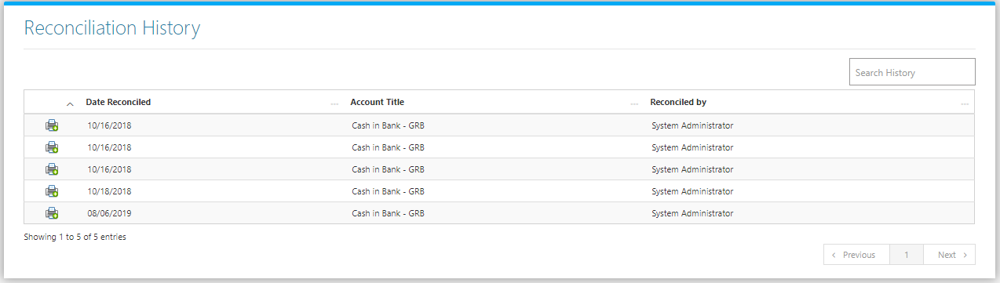 Reconciliation History
Search History
Date Reconciled ... Account Title ... Reconciled by ...
10/16/2018 Cash in Bank - GRB System Administrator
10/16/2018 Cash in Bank - GRB System Administrator
10/16/2018 Cash in Bank - GRB System Administrator
10/18/2018 Cash in Bank - GRB System Administrator
08/06/2019 Cash in Bank - GRB System Administrator
Showing 1 to 5 of 5 entries
‹ Previous 1 Next ›